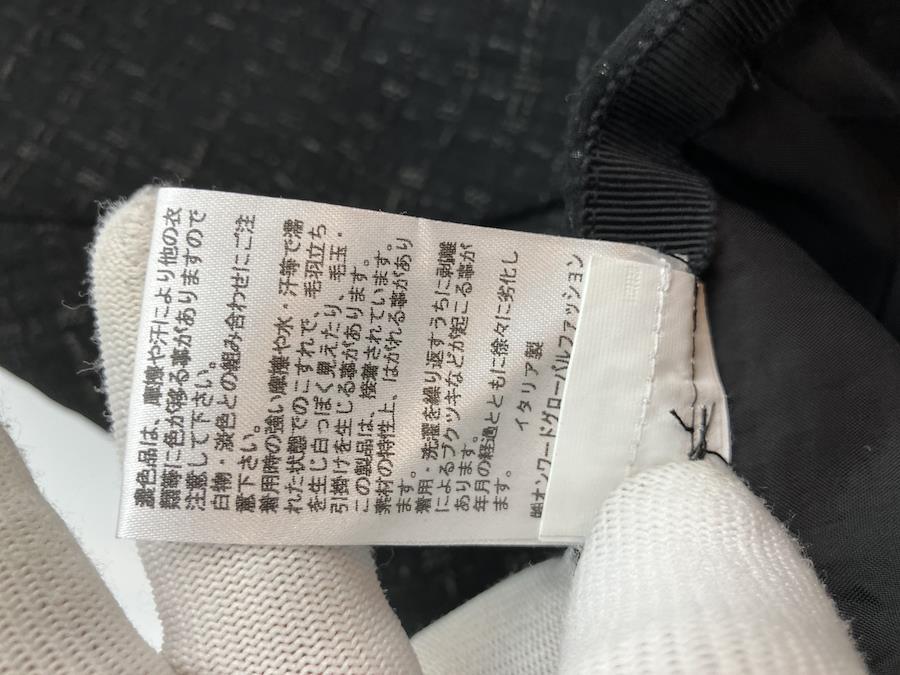 濃色品は、摩擦や汗により他の衣
類等に色が移る事がありますので
注意して下さい。
白物・淡色との組み合わせにご注
意下さい。
着用時の強い摩擦や水・汗等で濡
れた状態でのこすれで、毛羽立ち
を生じ白っぽく見えたり、毛玉・
引掛けを生じる事があります。
この製品は、接着されています。
素材の特性上、はがれる事があり
ます。
着用・洗濯を繰り返すうちに剥離
によるブクツキなどが起こる事が
あります。
年月の経過とともに徐々に劣化し
ます。
イタリア製
㈱オンワードグローバルファッション